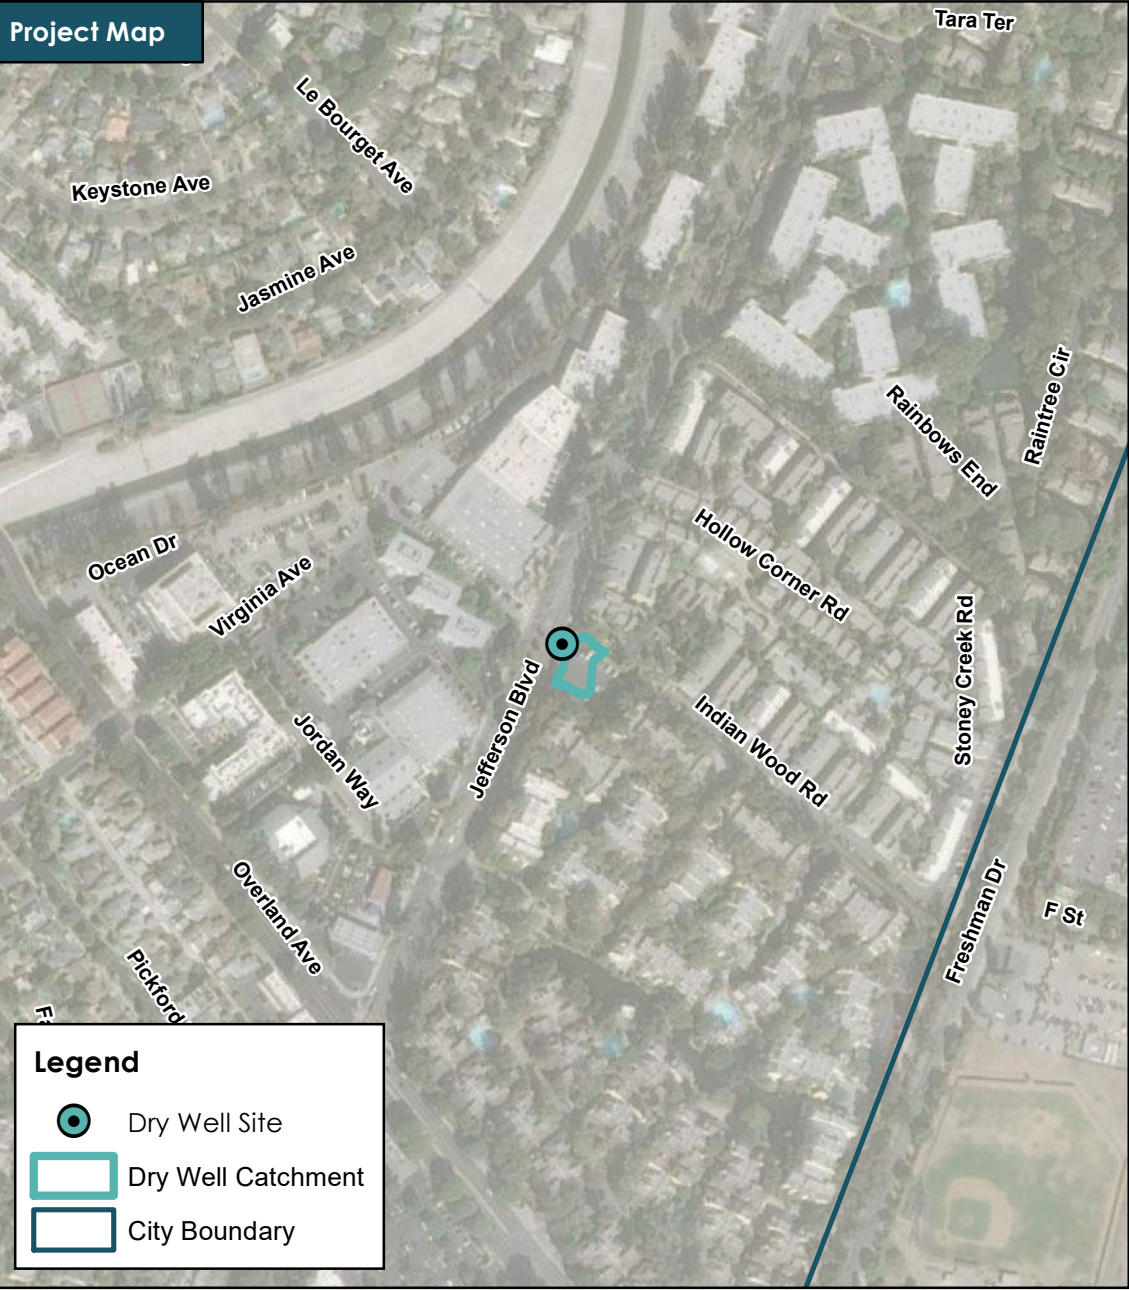 Project Map
Tara Ter
Le Bourget Ave
Keystone Ave
Jasmine Ave
Raintree Cir
Rainbows End
Hollow Corner Rd
Ocean Dr
Virginia Ave
Stoney Creek Rd
Jefferson Blvd
Indian Wood Rd
Jordan Way
Overland Ave
Freshman Dr
F St
Pickford
Legend
Dry Well Site
Dry Well Catchment
City Boundary